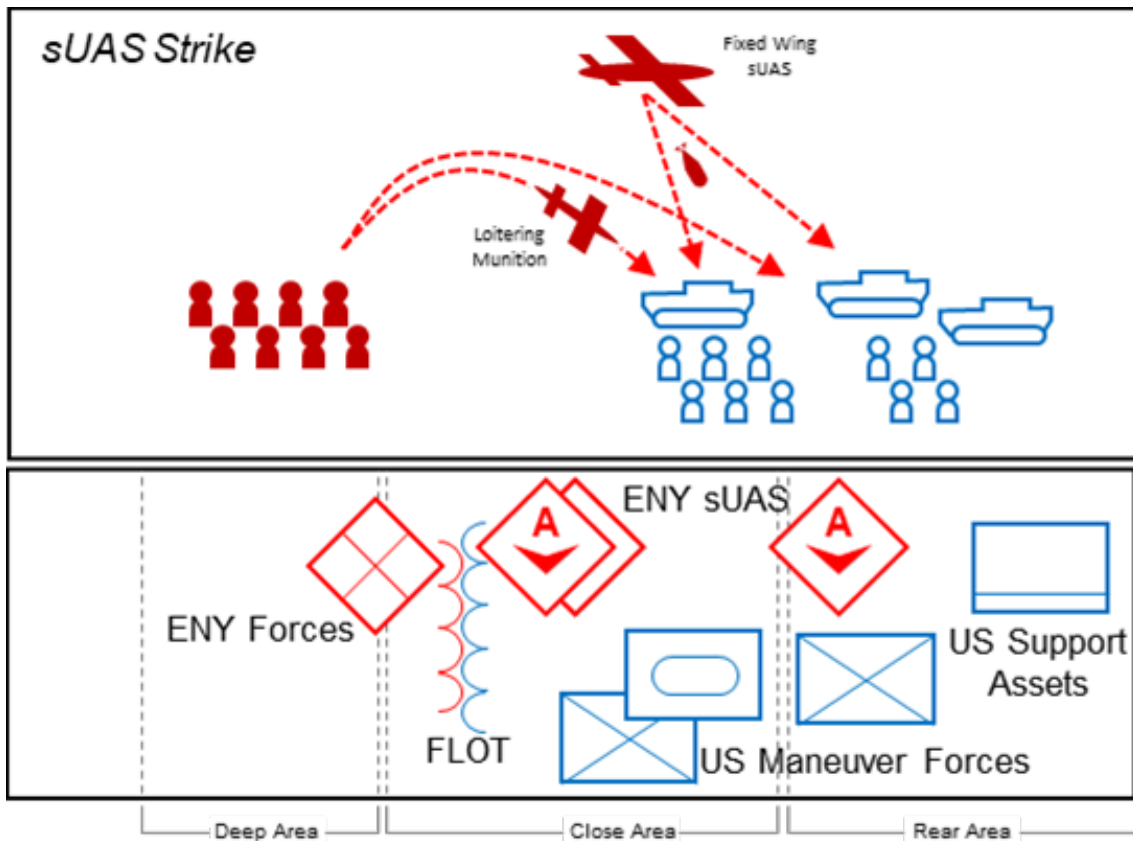 sUAS Strike
Fixed Wing
sUAS
Loitering
Munition
ENY sUAS
A
A
ENY Forces
FLOT
US Support
Assets
US Maneuver Forces
Deep Area
Close Area
Rear Area